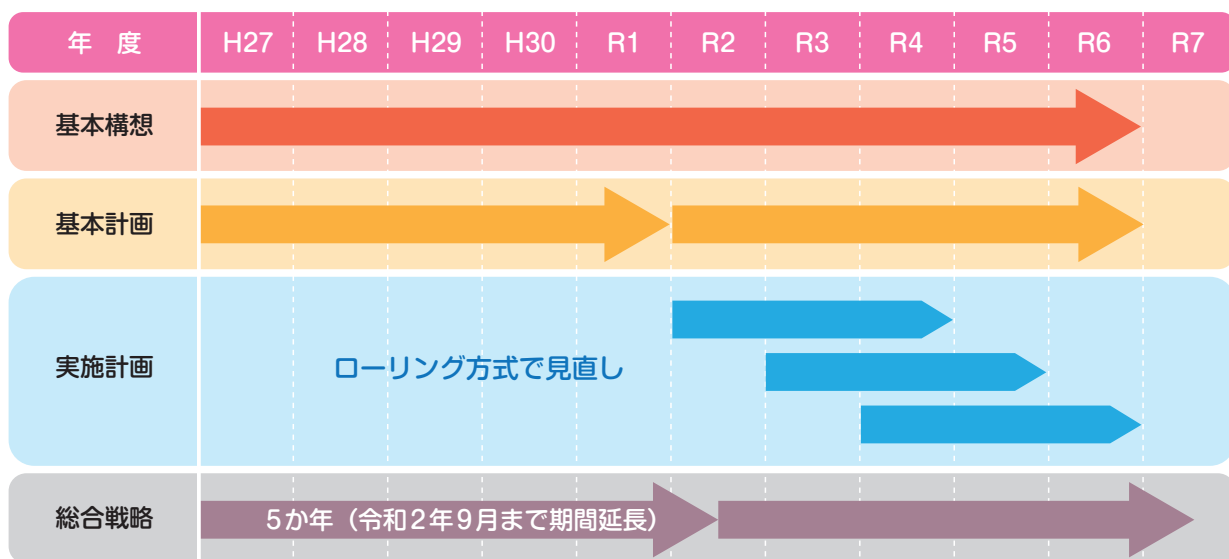 年 度 H27 H28 H29 H30 R1 R2 R3 R4 R5 R6 R7
基本構想
基本計画
実施計画 ローリング方式で見直し
総合戦略 5か年（令和2年9月まで期間延長）